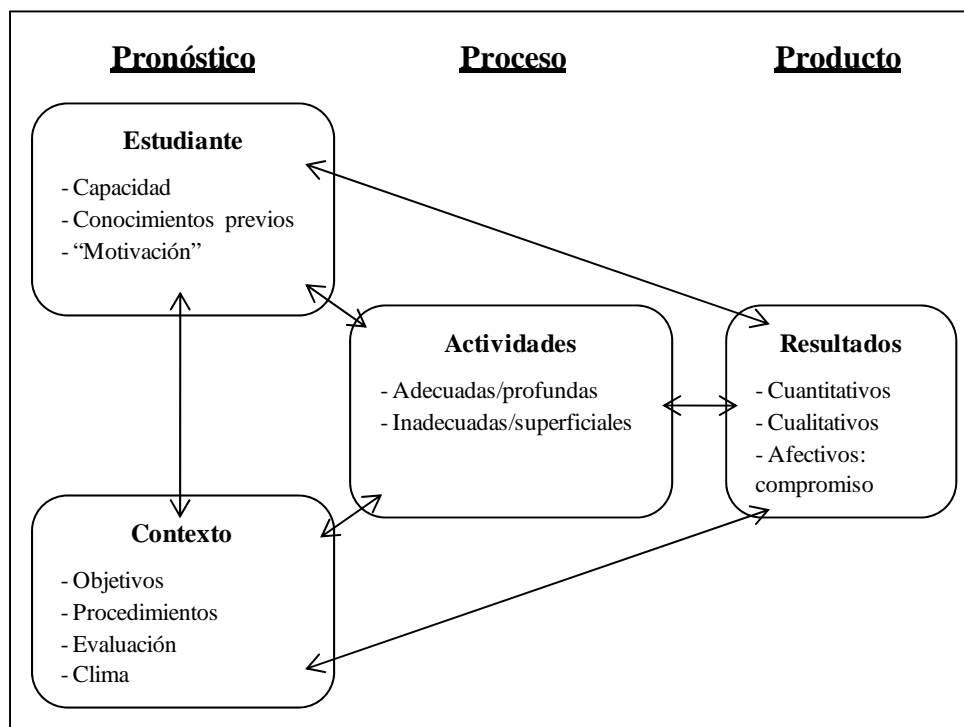 Pronóstico
Proceso
Producto
Estudiante
- Capacidad
- Conocimientos previos
- “Motivación”
Actividades
- Adecuadas/profundas
- Inadecuadas/superficiales
Resultados
- Cuantitativos
- Cualitativos
- Afectivos:
compromiso
Contexto
- Objetivos
- Procedimientos
- Evaluación
- Clima